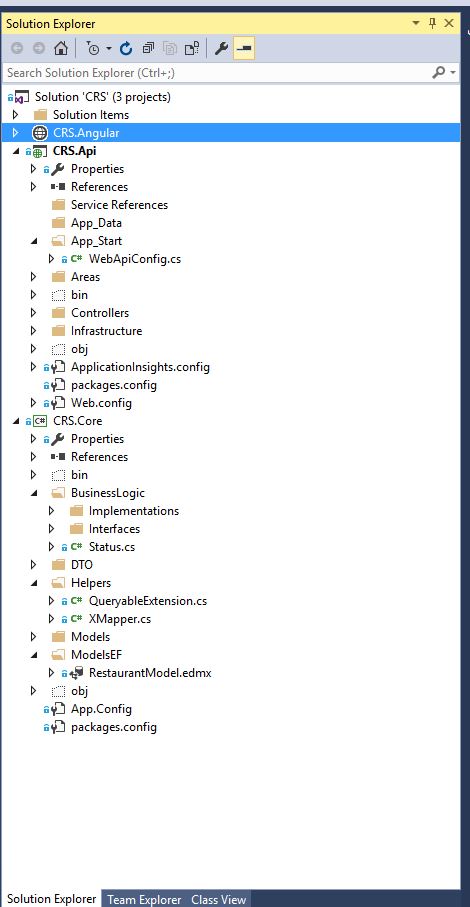 Solution Explorer
Search Solution Explorer (Ctrl+;)
Solution 'CRS' (3 projects)
Solution Items
CRS.Angular
CRS.Api
Properties
References
Service References
App_Data
App_Start
C# WebApiConfig.cs
Areas
bin
Controllers
Infrastructure
obj
ApplicationInsights.config
packages.config
Web.config
C# CRS.Core
Properties
References
bin
BusinessLogic
Implementations
Interfaces
C# Status.cs
DTO
Helpers
C# QueryableExtension.cs
C# XMapper.cs
Models
ModelsEF
RestaurantModel.edmx
obj
App.Config
packages.config
Solution Explorer Team Explorer Class View